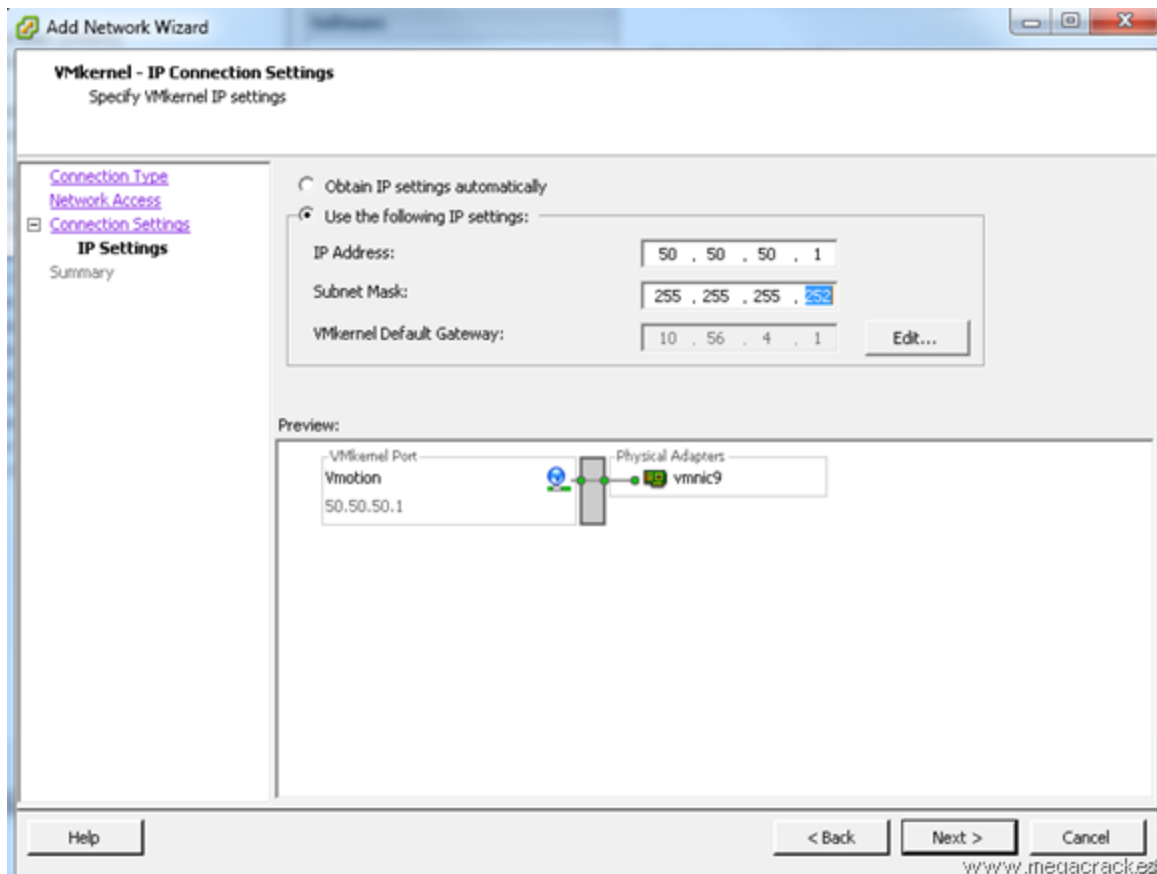 Add Network Wizard
VMkernel - IP Connection Settings
Specify VMkernel IP settings
Connection Type
Network Access
Connection Settings
IP Settings
Summary
Obtain IP settings automatically
Use the following IP settings:
IP Address: 50 . 50 . 50 . 1
Subnet Mask: 255 . 255 . 255 . 252
VMkernel Default Gateway: 10 . 56 . 4 . 1 Edit...
Preview:
VMkernel Port
Vmotion
50.50.50.1
Physical Adapters
vmnic9
Help
< Back
Next >
Cancel